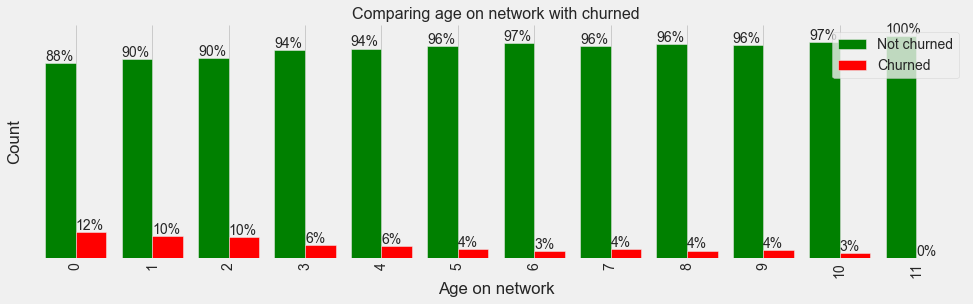 Comparing age on network with churned
88% 90% 90% 94% 94% 96% 97% 96% 96% 96% 97% 100%
Not churned
Churned
Count
12% 10% 10% 6% 6% 4% 3% 4% 4% 4% 3% 0%
0 1 2 3 4 5 6 7 8 9 10 11
Age on network